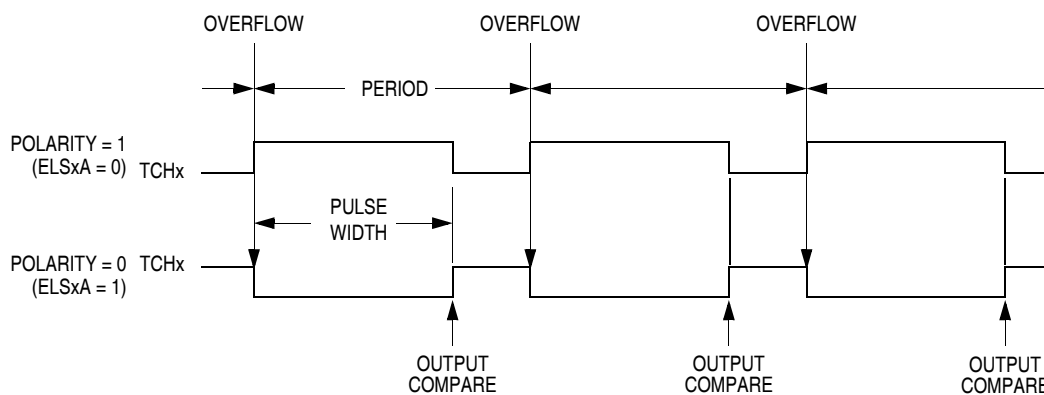 OVERFLOW OVERFLOW OVERFLOW
PERIOD
POLARITY = 1
(ELSxA = 0) TCHx
PULSE
WIDTH
POLARITY = 0 TCHx
(ELSxA = 1)
OUTPUT
COMPARE
OUTPUT
COMPARE
OUTPUT
COMPARE